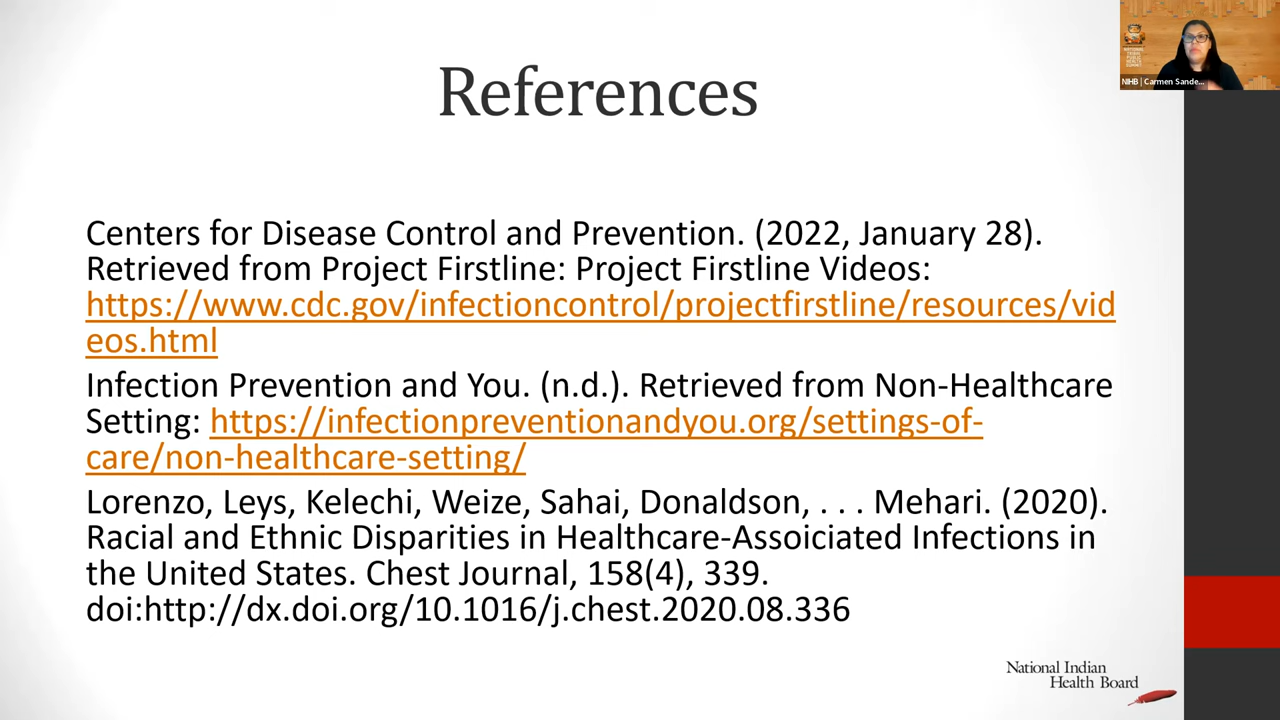 References
NIHB | Carmen Sande...
Centers for Disease Control and Prevention. (2022, January 28).
Retrieved from Project Firstline: Project Firstline Videos:
https://www.cdc.gov/infectioncontrol/projectfirstline/resources/vid
eos.html
Infection Prevention and You. (n.d.). Retrieved from Non-Healthcare
Setting: https://infectionpreventionandyou.org/settings-of-
care/non-healthcare-setting/
Lorenzo, Leys, Kelechi, Weize, Sahai, Donaldson, . . . Mehari. (2020).
Racial and Ethnic Disparities in Healthcare-Assoiciated Infections in
the United States. Chest Journal, 158(4), 339.
doi:http://dx.doi.org/10.1016/j.chest.2020.08.336
National Indian
Health Board